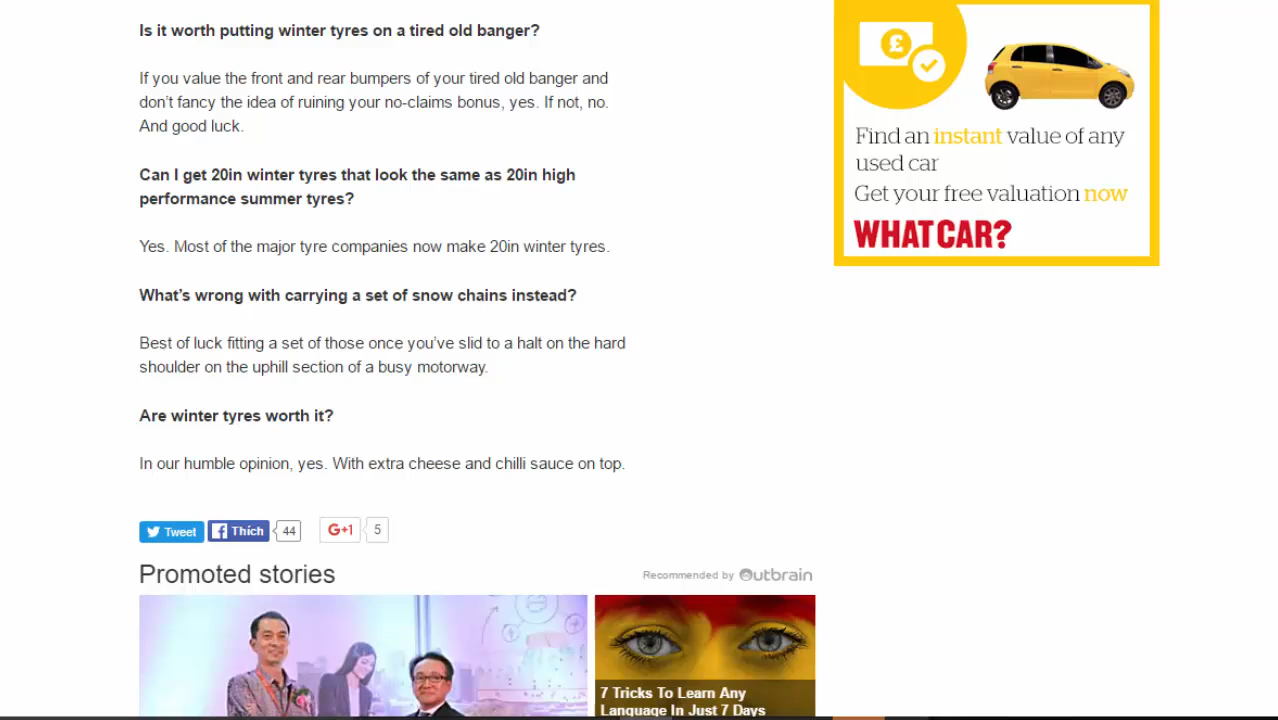 Is it worth putting winter tyres on a tired old banger?
If you value the front and rear bumpers of your tired old banger and
don’t fancy the idea of ruining your no-claims bonus, yes. If not, no.
And good luck.
Can I get 20in winter tyres that look the same as 20in high
performance summer tyres?
Yes. Most of the major tyre companies now make 20in winter tyres.
What’s wrong with carrying a set of snow chains instead?
Best of luck fitting a set of those once you’ve slid to a halt on the hard
shoulder on the uphill section of a busy motorway.
Are winter tyres worth it?
In our humble opinion, yes. With extra cheese and chilli sauce on top.
Tweet
Thích
44
G+1
5
Promoted stories
Recommended by Outbrain
7 Tricks To Learn Any
Language In Just 7 Days
£
Find an instant value of any
used car
Get your free valuation now
WHAT CAR?